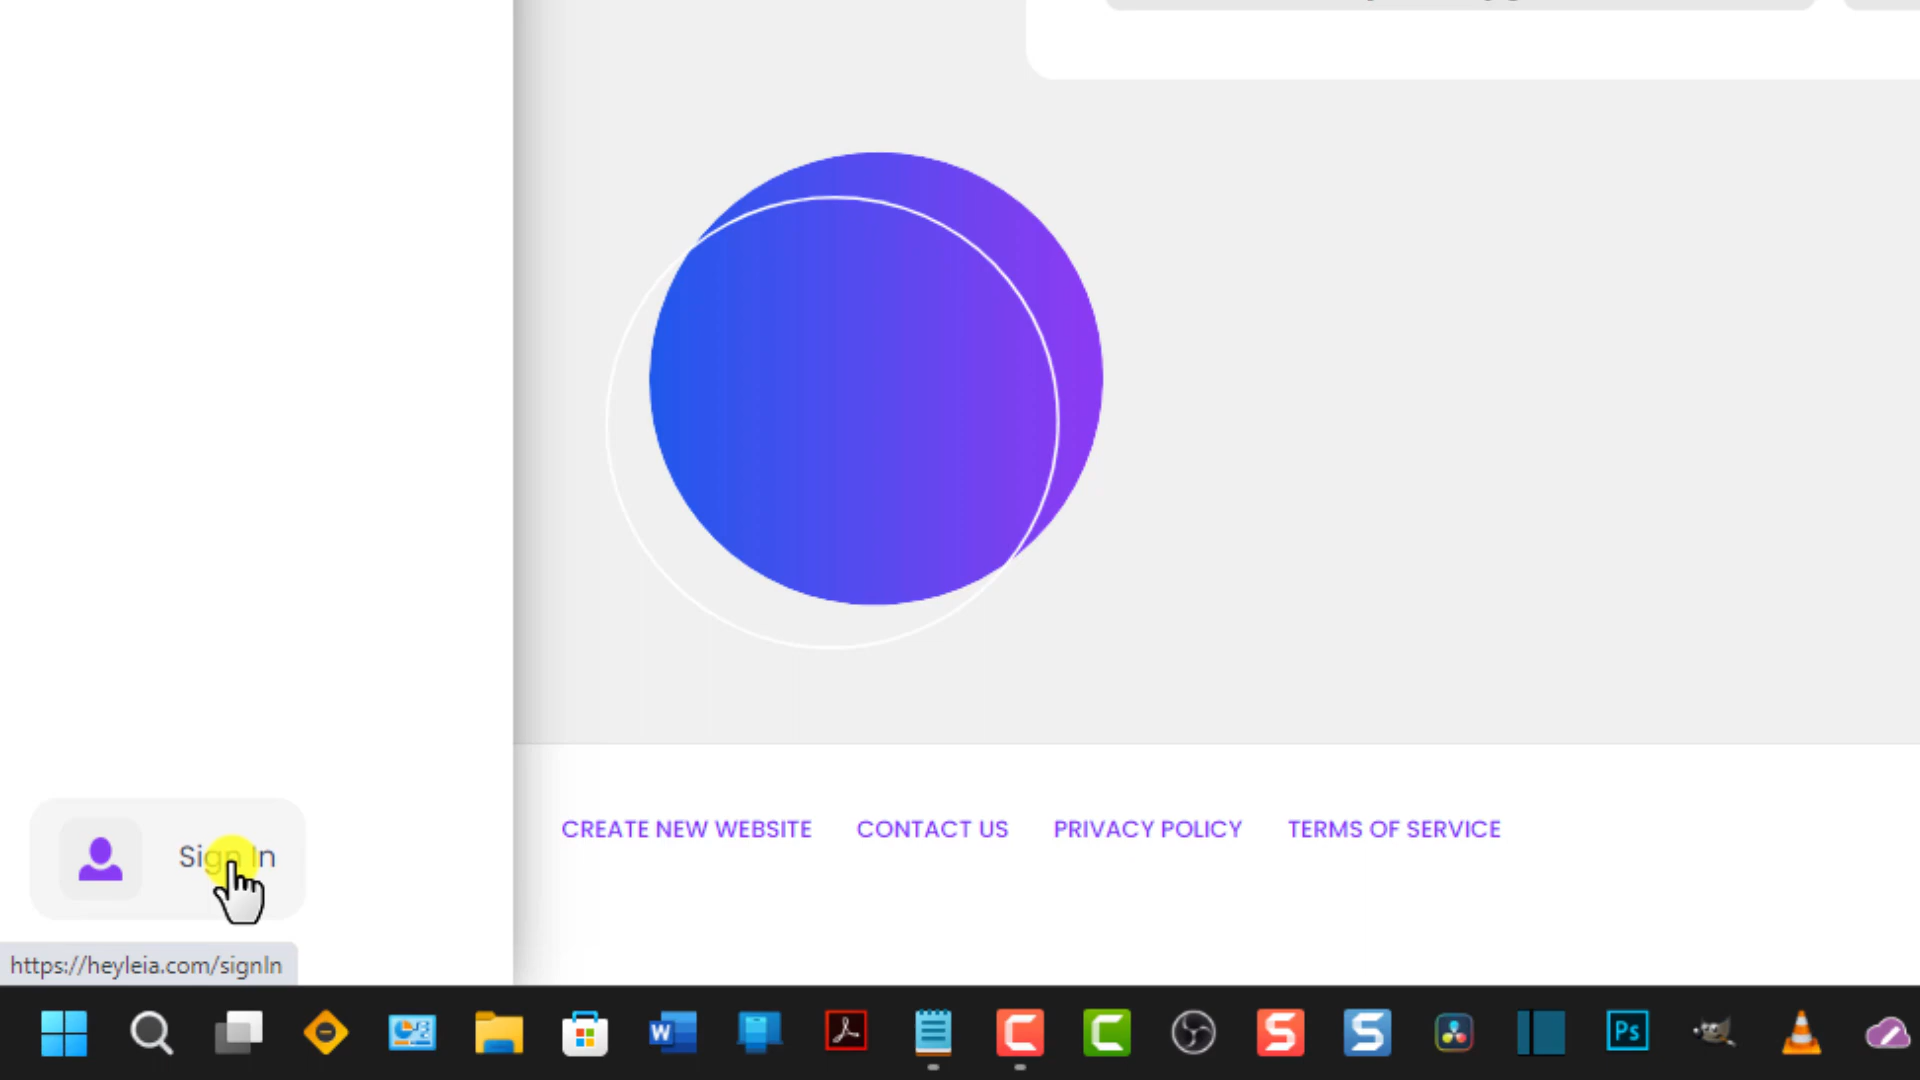 CREATE NEW WEBSITE CONTACT US PRIVACY POLICY TERMS OF SERVICE
Sign In
https://heyleia.com/signIn
W
S
S
Ps